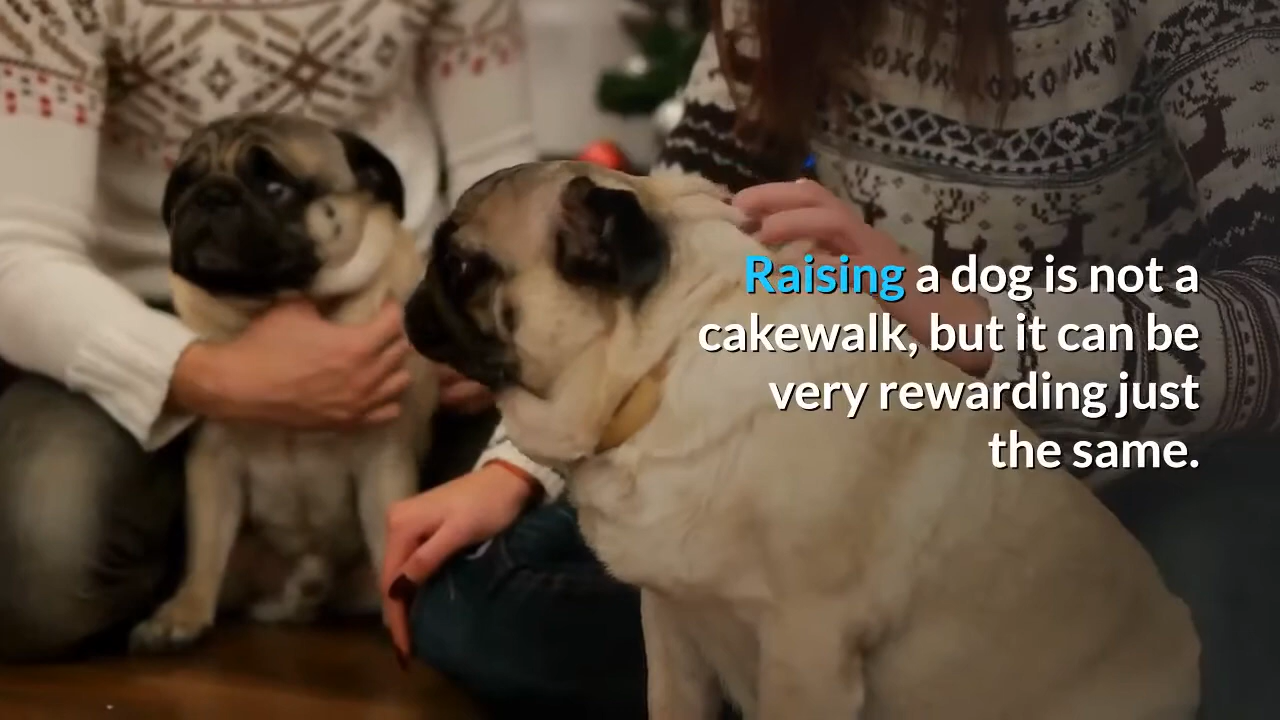 Raising a dog is not a
cakewalk, but it can be
very rewarding just
the same.